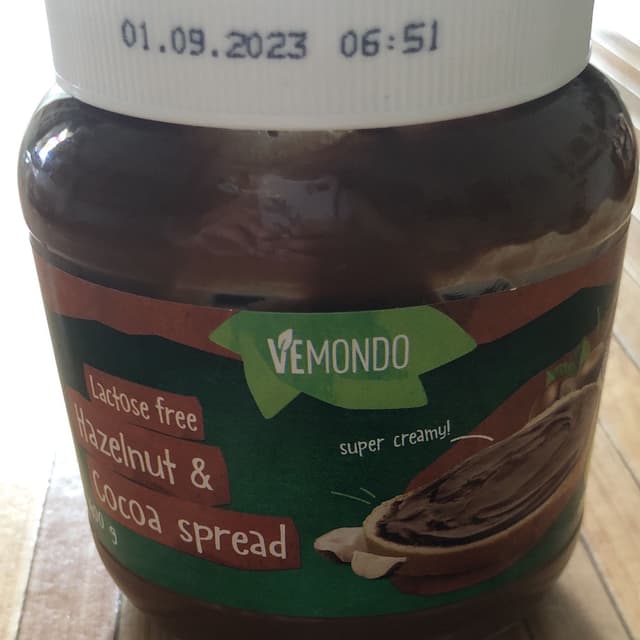 01.09.2023 06:51
VEMONDO
Lactose free
Hazelnut &
Cocoa spread
super creamy!